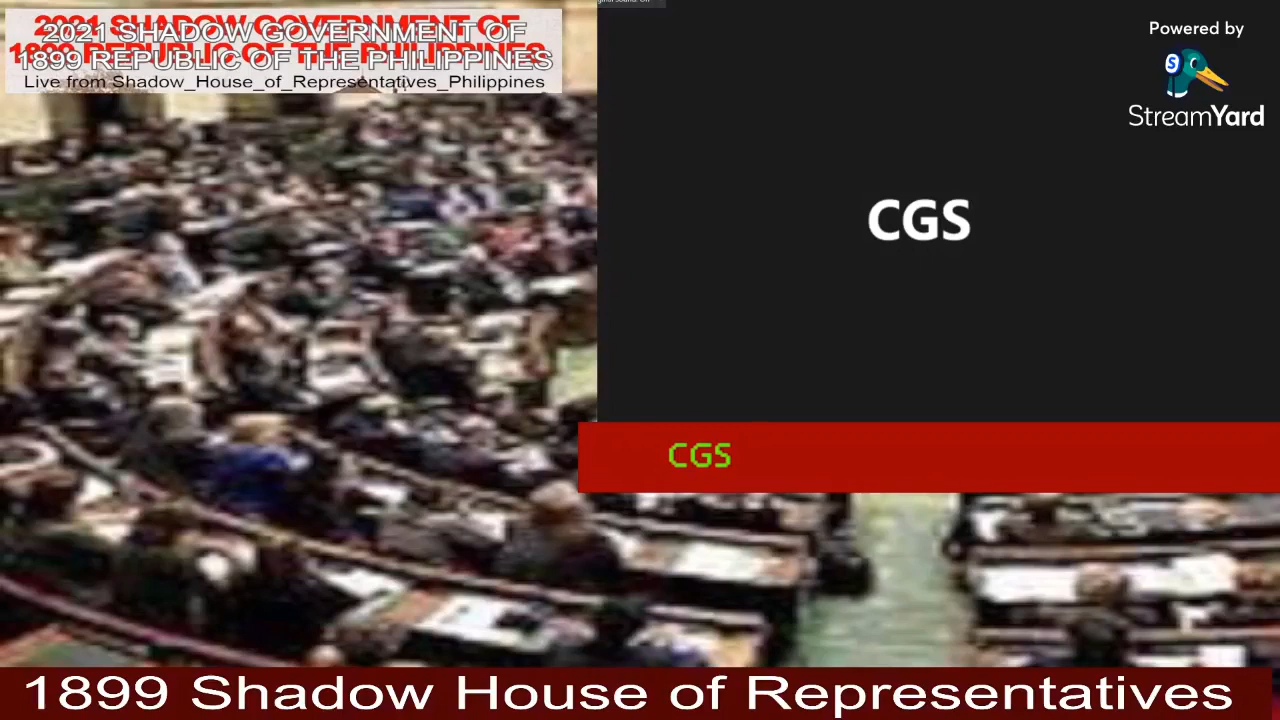 2021 SHADOW GOVERNMENT OF
1899 REPUBLIC OF THE PHILIPPINES
Live from Shadow_House_of_Representatives_Philippines
Powered by
StreamYard
CGS
CGS
1899 Shadow House of Representatives